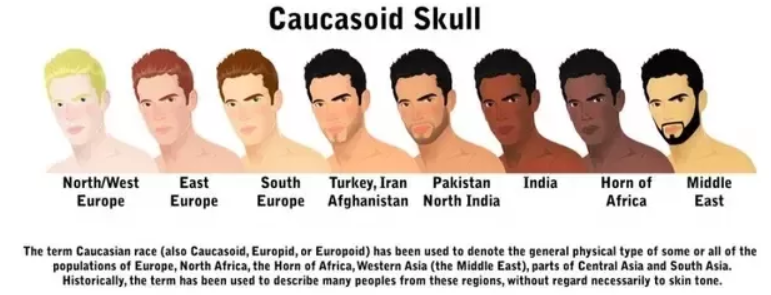 Caucasoid Skull
North/West Europe
East Europe
South Europe
Turkey, Iran Afghanistan
Pakistan North India
India
Horn of Africa
Middle East
The term Caucasian race (also Caucasoid, Europid, or Europoid) has been used to denote the general physical type of some or all of the
populations of Europe, North Africa, the Horn of Africa, Western Asia (the Middle East), parts of Central Asia and South Asia.
Historically, the term has been used to describe many peoples from these regions, without regard necessarily to skin tone.